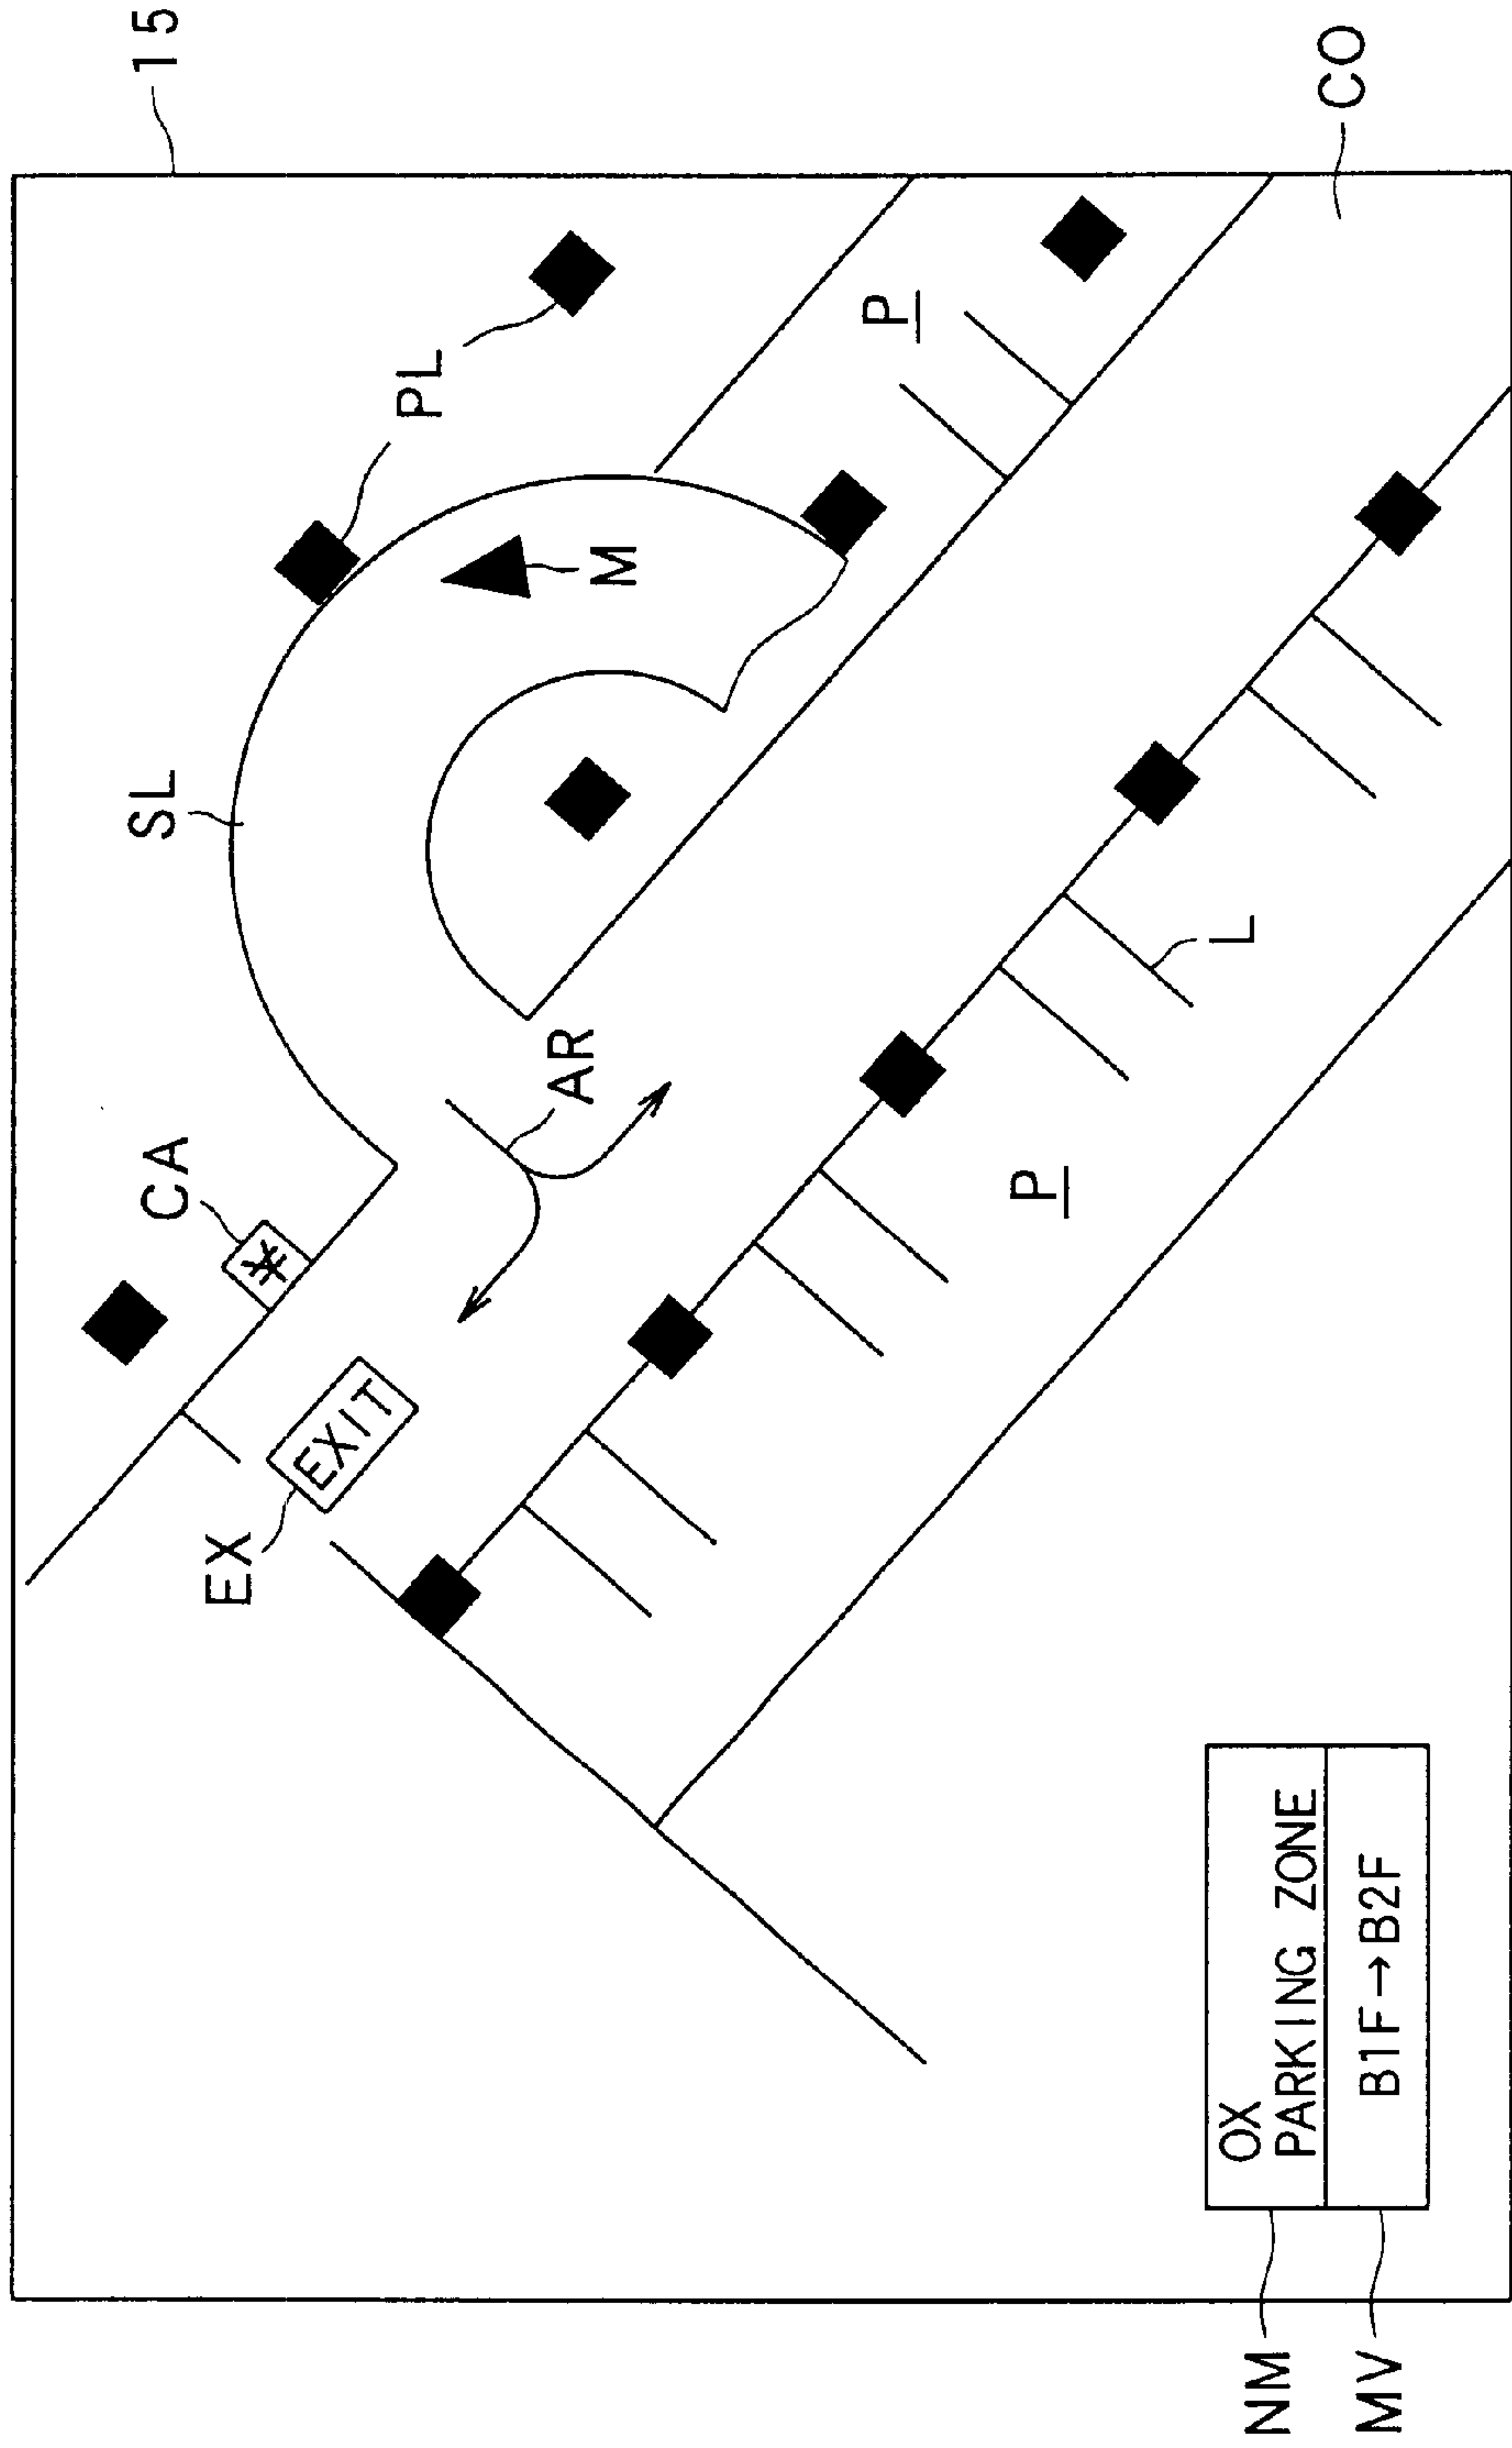 CA
SL
15
EX
EXIT
PL
AR
M
P
P
L
CO
NM
OX
PARKING ZONE
MV
B1F→B2F